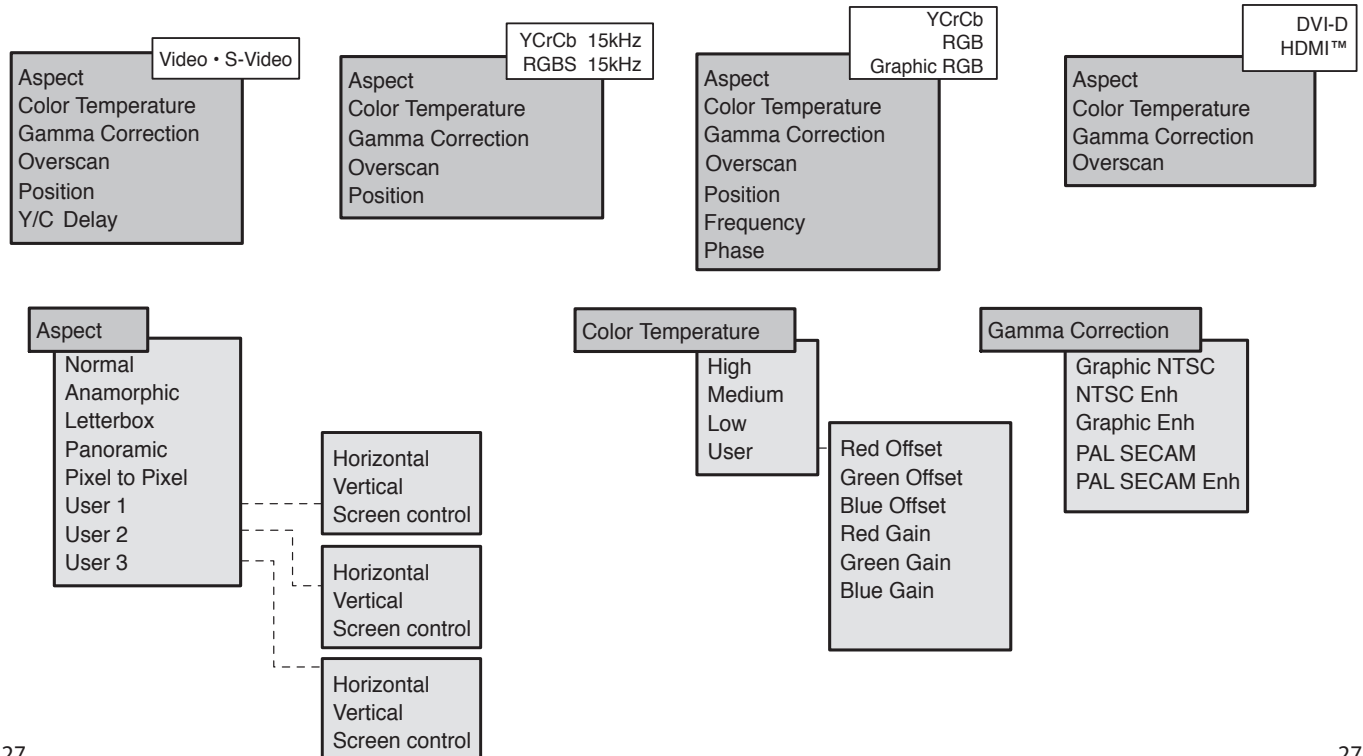 Video • S-Video
Aspect
Color Temperature
Gamma Correction
Overscan
Position
Y/C Delay
YCrCb 15kHz
RGBS 15kHz
Aspect
Color Temperature
Gamma Correction
Overscan
Position
YCrCb
RGB
Graphic RGB
Aspect
Color Temperature
Gamma Correction
Overscan
Position
Frequency
Phase
DVI-D
HDMI™
Aspect
Color Temperature
Gamma Correction
Overscan
Aspect
Normal
Anamorphic
Letterbox
Panoramic
Pixel to Pixel
User 1
User 2
User 3
Horizontal
Vertical
Screen control
Horizontal
Vertical
Screen control
Horizontal
Vertical
Screen control
Color Temperature
High
Medium
Low
User
Red Offset
Green Offset
Blue Offset
Red Gain
Green Gain
Blue Gain
Gamma Correction
Graphic NTSC
NTSC Enh
Graphic Enh
PAL SECAM
PAL SECAM Enh
27
27